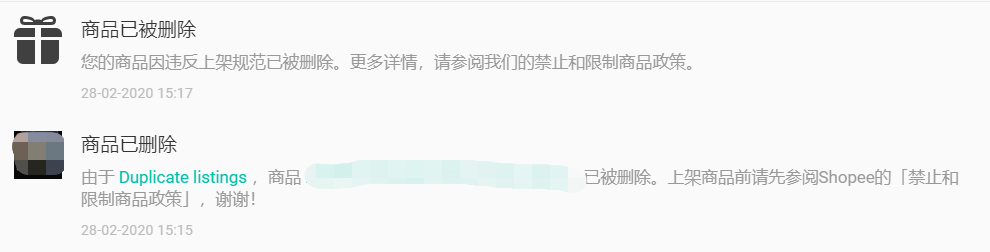 商品已被删除
您的商品因违反上架规范已被删除。更多详情，请参阅我们的禁止和限制商品政策。
28-02-2020 15:17
商品已删除
由于 Duplicate listings ，商品 已被删除。上架商品前请先参阅Shopee的「禁止和
限制商品政策」，谢谢！
28-02-2020 15:15